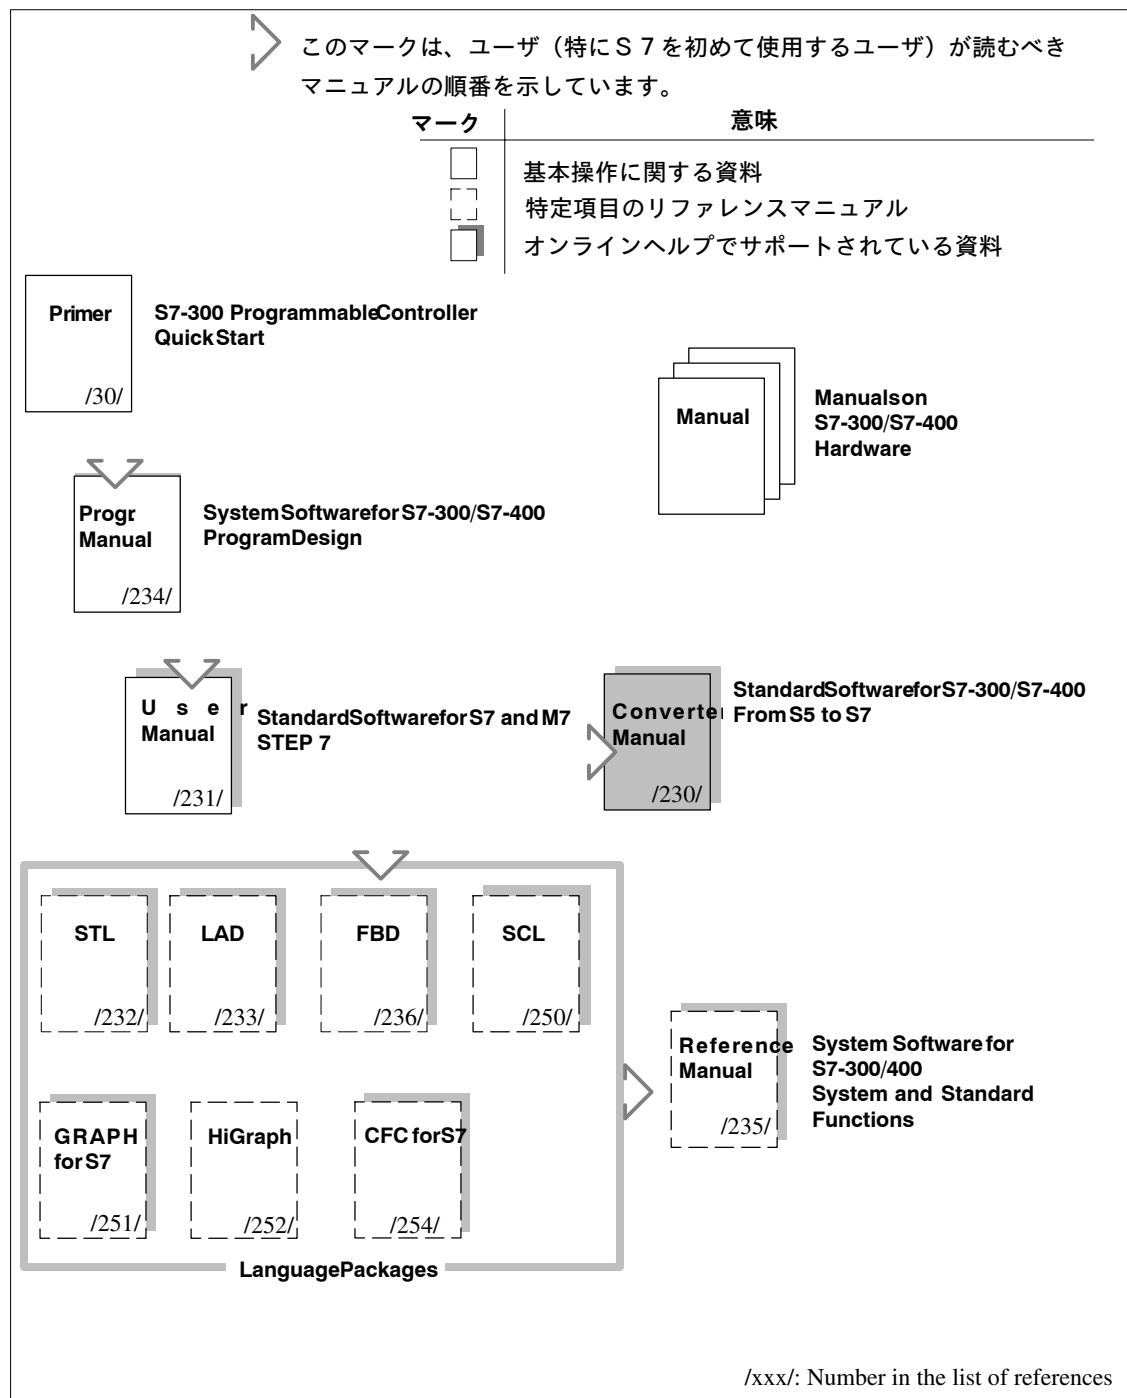 このマークは、ユーザ（特にＳ７を初めて使用するユーザ）が読むべき
マニュアルの順番を示しています。
マーク 意味
基本操作に関する資料
特定項目のリファレンスマニュアル
オンラインヘルプでサポートされている資料
Primer
/30/
S7-300 ProgrammableController
QuickStart
Manual
Manualson
S7-300/S7-400
Hardware
Progr.
Manual
/234/
SystemSoftwarefor S7-300/S7-400
ProgramDesign
User
Manual
/231/
StandardSoftwarefor S7 and M7
STEP 7
Converter
Manual
/230/
StandardSoftwareforS7-300/S7-400
From S5 to S7
STL
/232/
LAD
/233/
FBD
/236/
SCL
/250/
GRAPH
for S7
/251/
HiGraph
/252/
CFC forS7
/254/
LanguagePackages
Reference
Manual
/235/
System Software for
S7-300/400
System and Standard
Functions
/xxx/: Number in the list of references